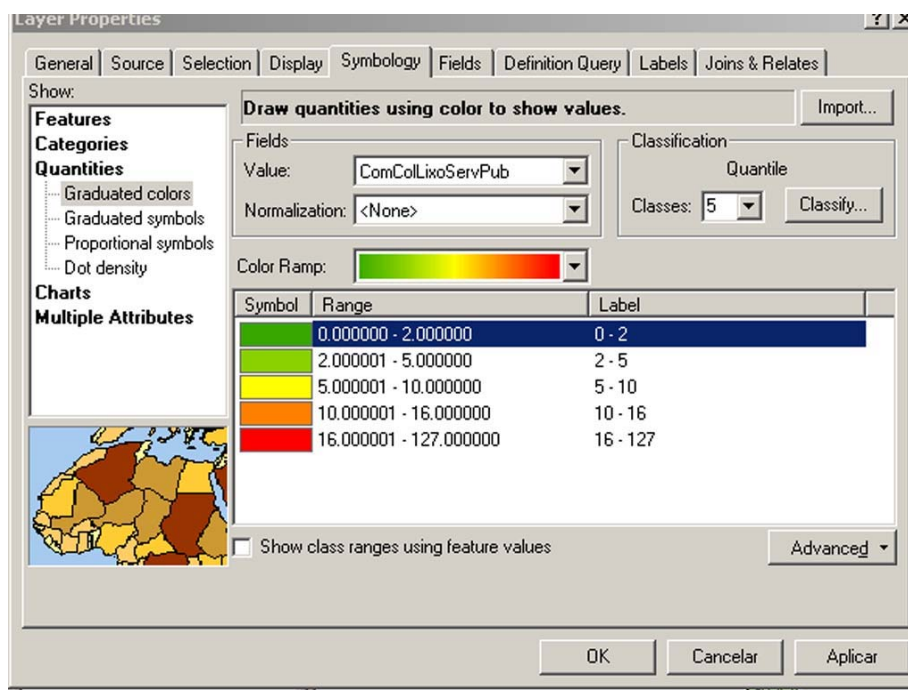 Layer Properties
General Source Selection Display Symbology Fields Definition Query Labels Joins & Relates
Show:
Features
Categories
Quantities
Graduated colors
Graduated symbols
Proportional symbols
Dot density
Charts
Multiple Attributes
Draw quantities using color to show values.
Import...
Fields
Value: ComColLixoServPub
Normalization: <None>
Classification
Quantile
Classes: 5 Classify...
Color Ramp:
Symbol Range Label
0.000000 - 2.000000 0 - 2
2.000001 - 5.000000 2 - 5
5.000001 - 10.000000 5 - 10
10.000001 - 16.000000 10 - 16
16.000001 - 127.000000 16 - 127
Show class ranges using feature values
Advanced
OK Cancelar Aplicar